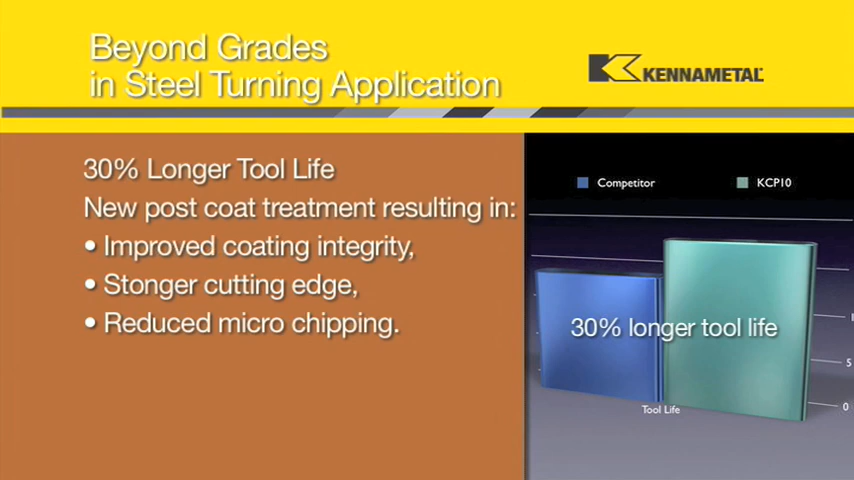 Beyond Grades
in Steel Turning Application
KENNAMETAL
30% Longer Tool Life
New post coat treatment resulting in:
• Improved coating integrity,
• Stonger cutting edge,
• Reduced micro chipping.
Competitor
KCP10
30% longer tool life
5
0
Tool Life